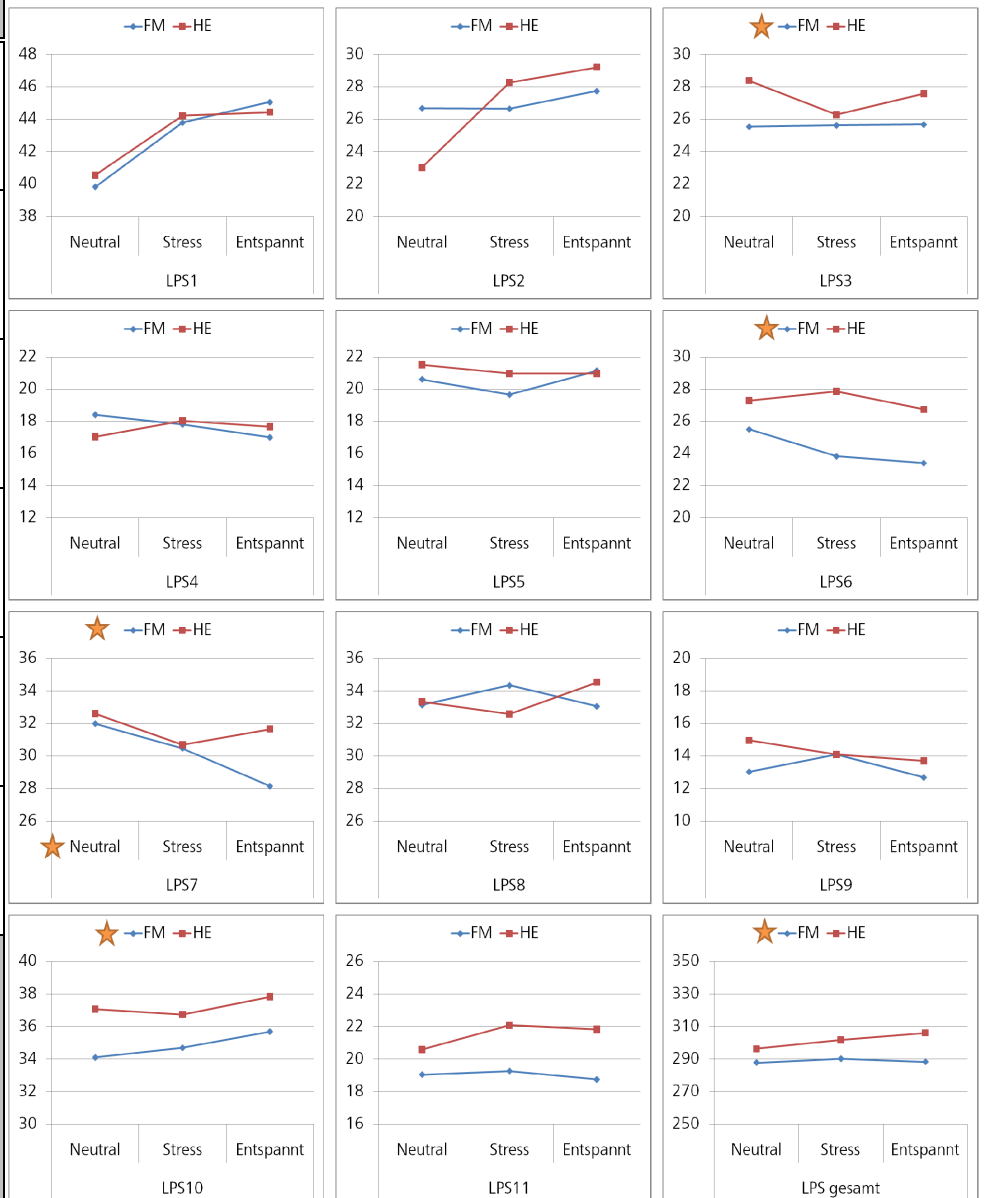 FM HE
48
46
44
42
40
38
Neutral Stress Entspannt
LPS1
FM HE
30
28
26
24
22
20
Neutral Stress Entspannt
LPS2
FM HE
30
28
26
24
22
20
Neutral Stress Entspannt
LPS3
FM HE
22
20
18
16
14
12
Neutral Stress Entspannt
LPS4
FM HE
22
20
18
16
14
12
Neutral Stress Entspannt
LPS5
FM HE
30
28
26
24
22
20
Neutral Stress Entspannt
LPS6
FM HE
36
34
32
30
28
26
Neutral Stress Entspannt
LPS7
FM HE
36
34
32
30
28
26
Neutral Stress Entspannt
LPS8
FM HE
20
18
16
14
12
10
Neutral Stress Entspannt
LPS9
FM HE
40
38
36
34
32
30
Neutral Stress Entspannt
LPS10
FM HE
26
24
22
20
18
16
Neutral Stress Entspannt
LPS11
FM HE
350
330
310
290
270
250
Neutral Stress Entspannt
LPS gesamt